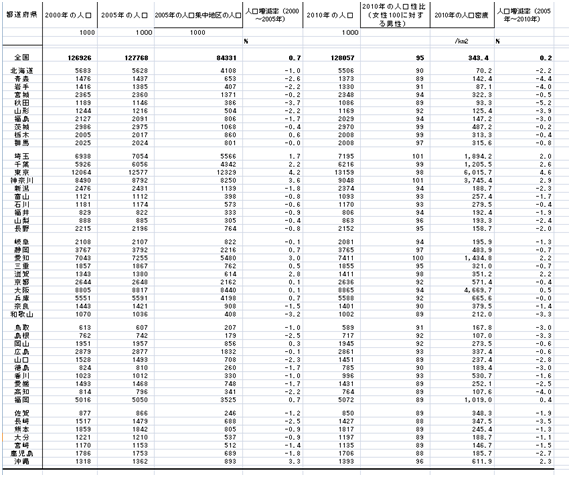 都道府県 2000年の人口 2005年の人口 2005年の人口集中地区の人口 人口増減率 (2000～2005年) 2010年の人口 2010年の人口性比 (女性100に対する男性) 2010年の人口密度 人口増減率 (2005年～2010年)
1000 1000 1000 % 1000 /km2 %
全国 126926 127768 84331 0.7 128057 95 343.4 0.2
北海道 5683 5628 4108 -1.0 5506 90 70.2 -2.2
青森 1476 1437 653 -2.6 1373 89 142.4 -4.4
岩手 1416 1385 407 -2.2 1330 91 87.1 -4.0
宮城 2365 2360 1371 -0.2 2348 94 322.3 -0.5
秋田 1189 1146 386 -3.7 1086 89 93.3 -5.2
山形 1244 1216 504 -2.2 1169 92 125.4 -3.9
福島 2127 2091 806 -1.7 2029 94 147.2 -3.0
茨城 2986 2975 1068 -0.4 2970 99 487.2 -0.2
栃木 2005 2017 860 0.6 2008 99 313.3 -0.4
群馬 2025 2024 801 -0.0 2008 97 315.6 -0.8
埼玉 6938 7054 5566 1.7 7195 101 1,894.2 2.0
千葉 5926 6056 4342 2.2 6216 99 1,205.5 2.6
東京 12064 12577 12329 4.2 13159 98 6,015.7 4.6
神奈川 8490 8792 8250 3.6 9048 101 3,745.4 2.9
新潟 2476 2431 1139 -1.8 2374 94 188.7 -2.3
富山 1121 1112 398 -0.8 1093 93 257.4 -1.7
石川 1181 1174 573 -0.6 1170 93 279.5 -0.4
福井 829 822 333 -0.9 806 94 192.4 -1.9
山梨 888 885 305 -0.4 863 96 193.3 -2.4
長野 2215 2196 764 -0.8 2152 95 158.7 -2.0
岐阜 2108 2107 822 -0.1 2081 94 195.9 -1.3
静岡 3767 3792 2216 0.7 3765 97 483.9 -0.7
愛知 7043 7255 5480 3.0 7411 100 1,434.8 2.2
三重 1857 1867 762 0.5 1855 95 321.0 -0.7
滋賀 1343 1380 614 2.8 1411 98 351.2 2.2
京都 2644 2648 2162 0.1 2636 92 571.4 -0.4
大阪 8805 8817 8440 0.1 8865 94 4,669.7 0.5
兵庫 5551 5591 4198 0.7 5588 92 665.6 -0.0
奈良 1443 1421 908 -1.5 1401 90 379.5 -1.4
和歌山 1070 1036 408 -3.2 1002 89 212.0 -3.3
鳥取 613 607 207 -1.0 589 91 167.8 -3.0
島根 762 742 179 -2.5 717 92 107.0 -3.3
岡山 1951 1957 856 0.3 1945 92 273.5 -0.6
広島 2879 2877 1832 -0.1 2861 93 337.4 -0.6
山口 1528 1493 708 -2.3 1451 89 237.4 -2.8
徳島 824 810 260 -1.7 785 90 189.4 -3.0
香川 1023 1012 330 -1.0 996 93 530.7 -1.6
愛媛 1493 1468 748 -1.7 1431 89 252.1 -2.5
高知 814 796 341 -2.2 764 89 107.6 -4.0
福岡 5016 5050 3525 0.7 5072 89 1,019.0 0.4
佐賀 877 866 246 -1.2 850 89 348.3 -1.9
長崎 1517 1479 688 -2.5 1427 88 347.5 -3.5
熊本 1859 1842 805 -0.9 1817 89 245.4 -1.3
大分 1221 1210 537 -0.9 1197 89 188.7 -1.1
宮崎 1170 1153 512 -1.4 1135 89 146.7 -1.5
鹿児島 1786 1753 689 -1.8 1706 88 185.7 -2.7
沖縄 1318 1362 893 3.3 1393 96 611.9 2.3